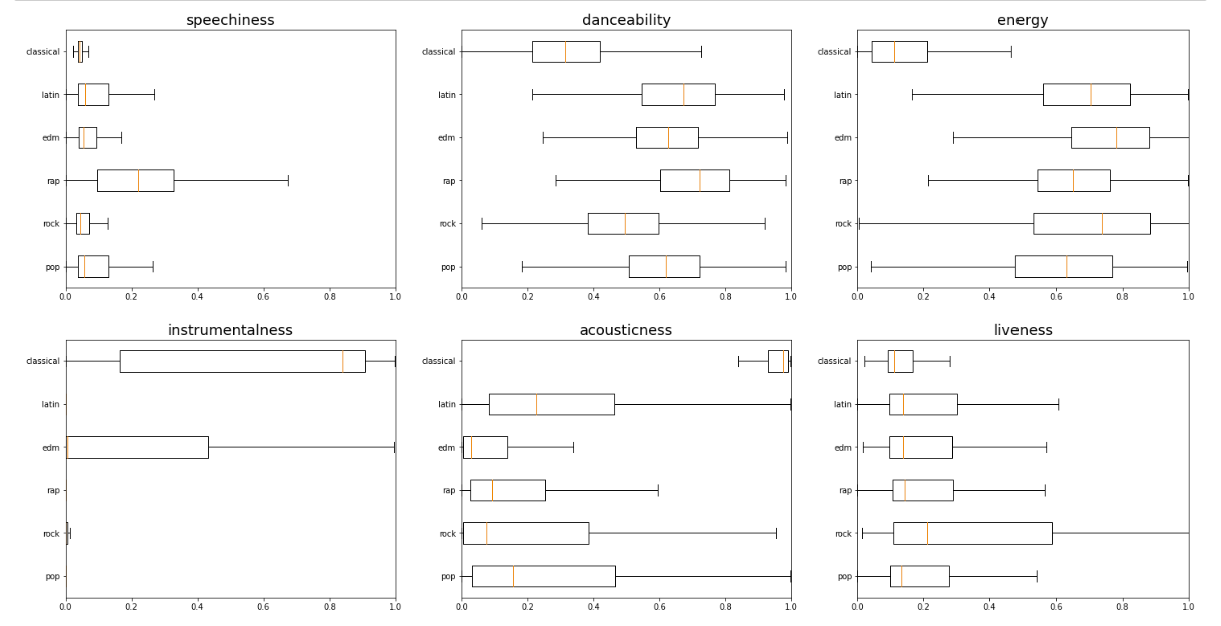 speechiness
classical
latin
edm
rap
rock
pop
0.0 0.2 0.4 0.6 0.8 1.0
danceability
classical
latin
edm
rap
rock
pop
0.0 0.2 0.4 0.6 0.8 1.0
energy
classical
latin
edm
rap
rock
pop
0.0 0.2 0.4 0.6 0.8 1.0
instrumentalness
classical
latin
edm
rap
rock
pop
0.0 0.2 0.4 0.6 0.8 1.0
acousticness
classical
latin
edm
rap
rock
pop
0.0 0.2 0.4 0.6 0.8 1.0
liveness
classical
latin
edm
rap
rock
pop
0.0 0.2 0.4 0.6 0.8 1.0